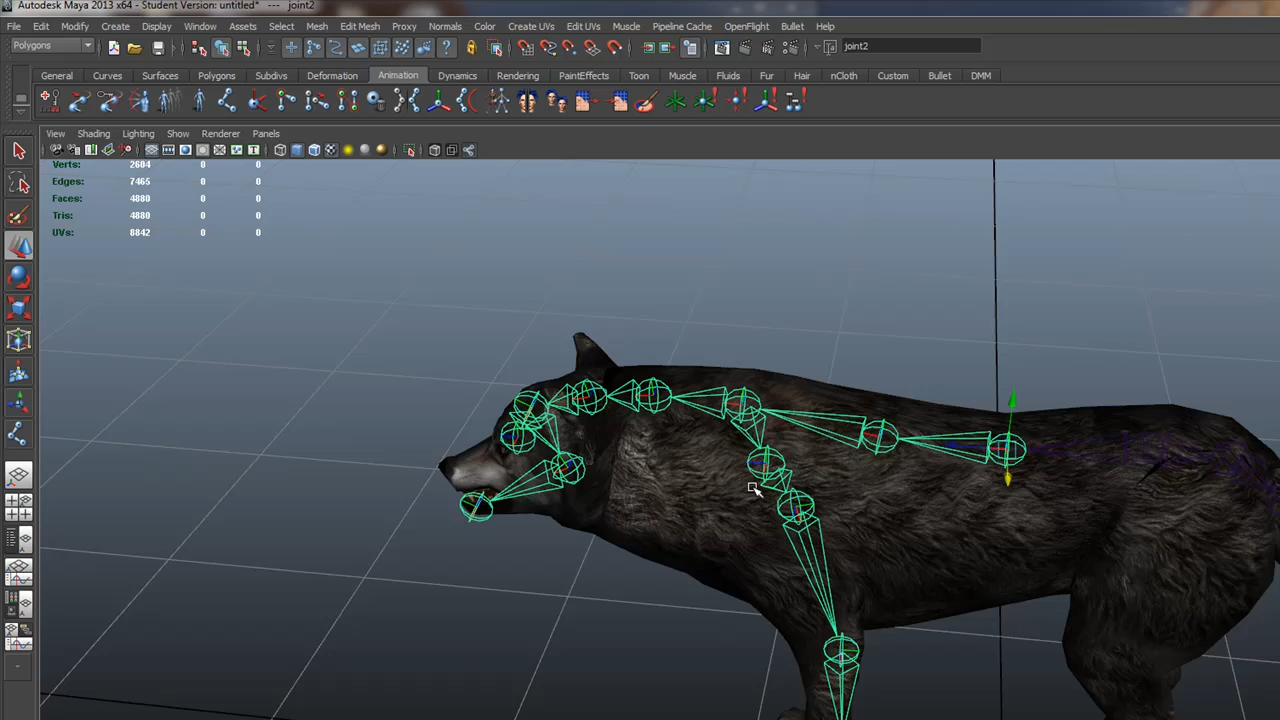 Autodesk Maya 2013 x64 - Student Version: untitled*   ---   joint2
File Edit Modify Create Display Window Assets Select Mesh Edit Mesh Proxy Normals Color Create UVs Edit UVs Muscle Pipeline Cache OpenFlight Bullet Help
Polygons joint2
General Curves Surfaces Polygons Subdivs Deformation Animation Dynamics Rendering PaintEffects Toon Muscle Fluids Fur Hair nCloth Custom Bullet DMM
View Shading Lighting Show Renderer Panels
Verts: 2604 0 0
Edges: 7465 0 0
Faces: 4880 0 0
Tris: 4880 0 0
UVs: 8842 0 0